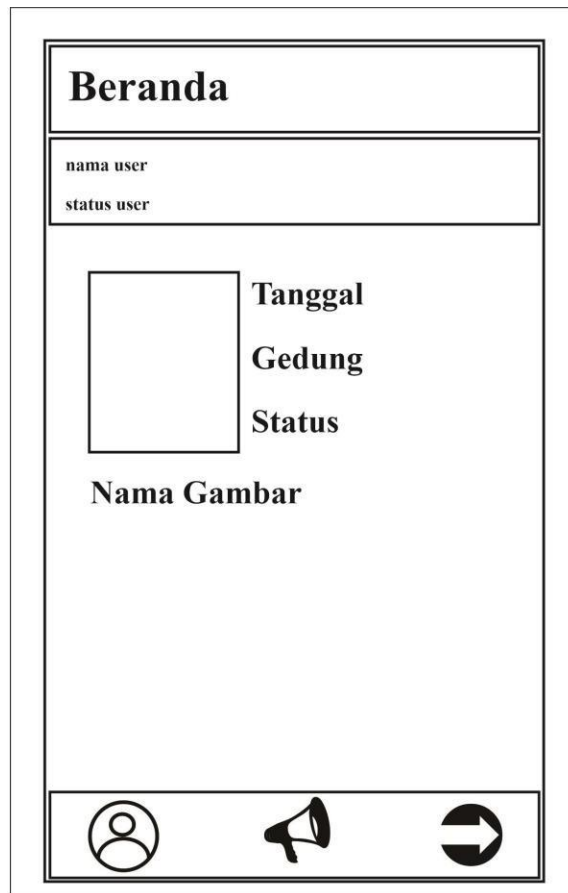 Beranda
nama user
status user
Tanggal
Gedung
Status
Nama Gambar